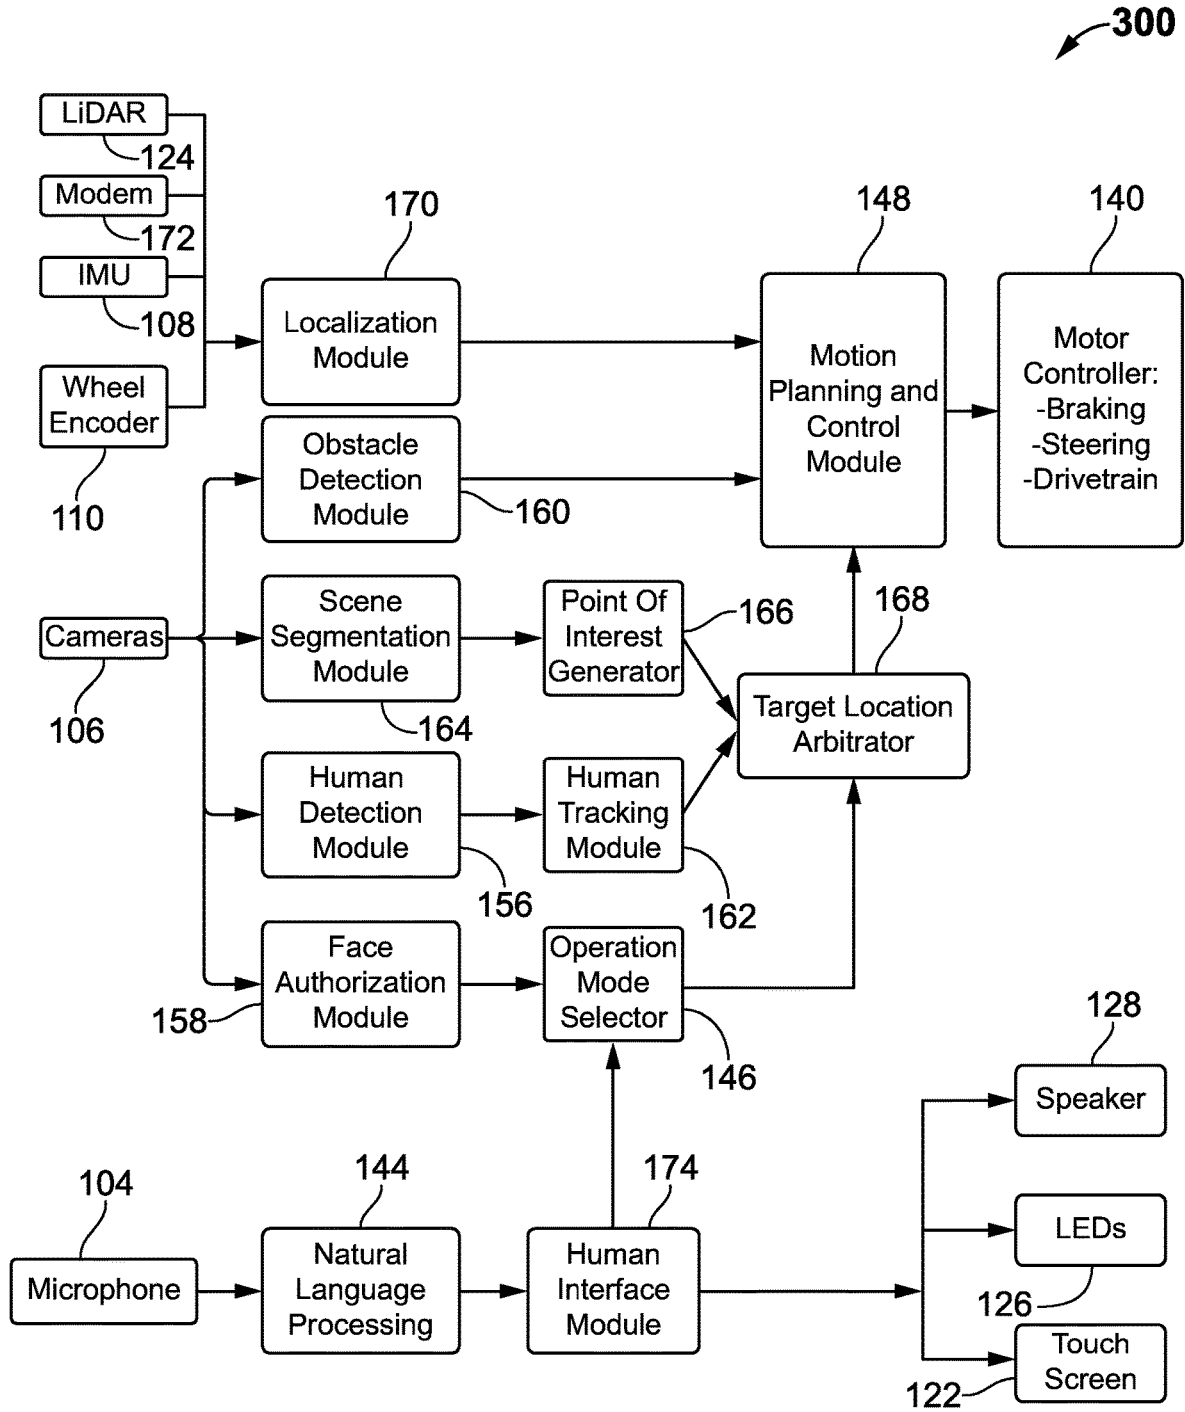 300
LiDAR
124
Modem
172
IMU
108
Wheel
Encoder
110
170
Localization
Module
148
Motion
Planning and
Control
Module
140
Motor
Controller:
-Braking
-Steering
-Drivetrain
Obstacle
Detection
Module
160
Cameras
106
Scene
Segmentation
Module
164
Point Of
Interest
Generator
166
168
Target Location
Arbitrator
Human
Detection
Module
156
Human
Tracking
Module
162
Face
Authorization
Module
158
Operation
Mode
Selector
146
128
Speaker
104
Microphone
144
Natural
Language
Processing
174
Human
Interface
Module
LEDs
126
Touch
Screen
122